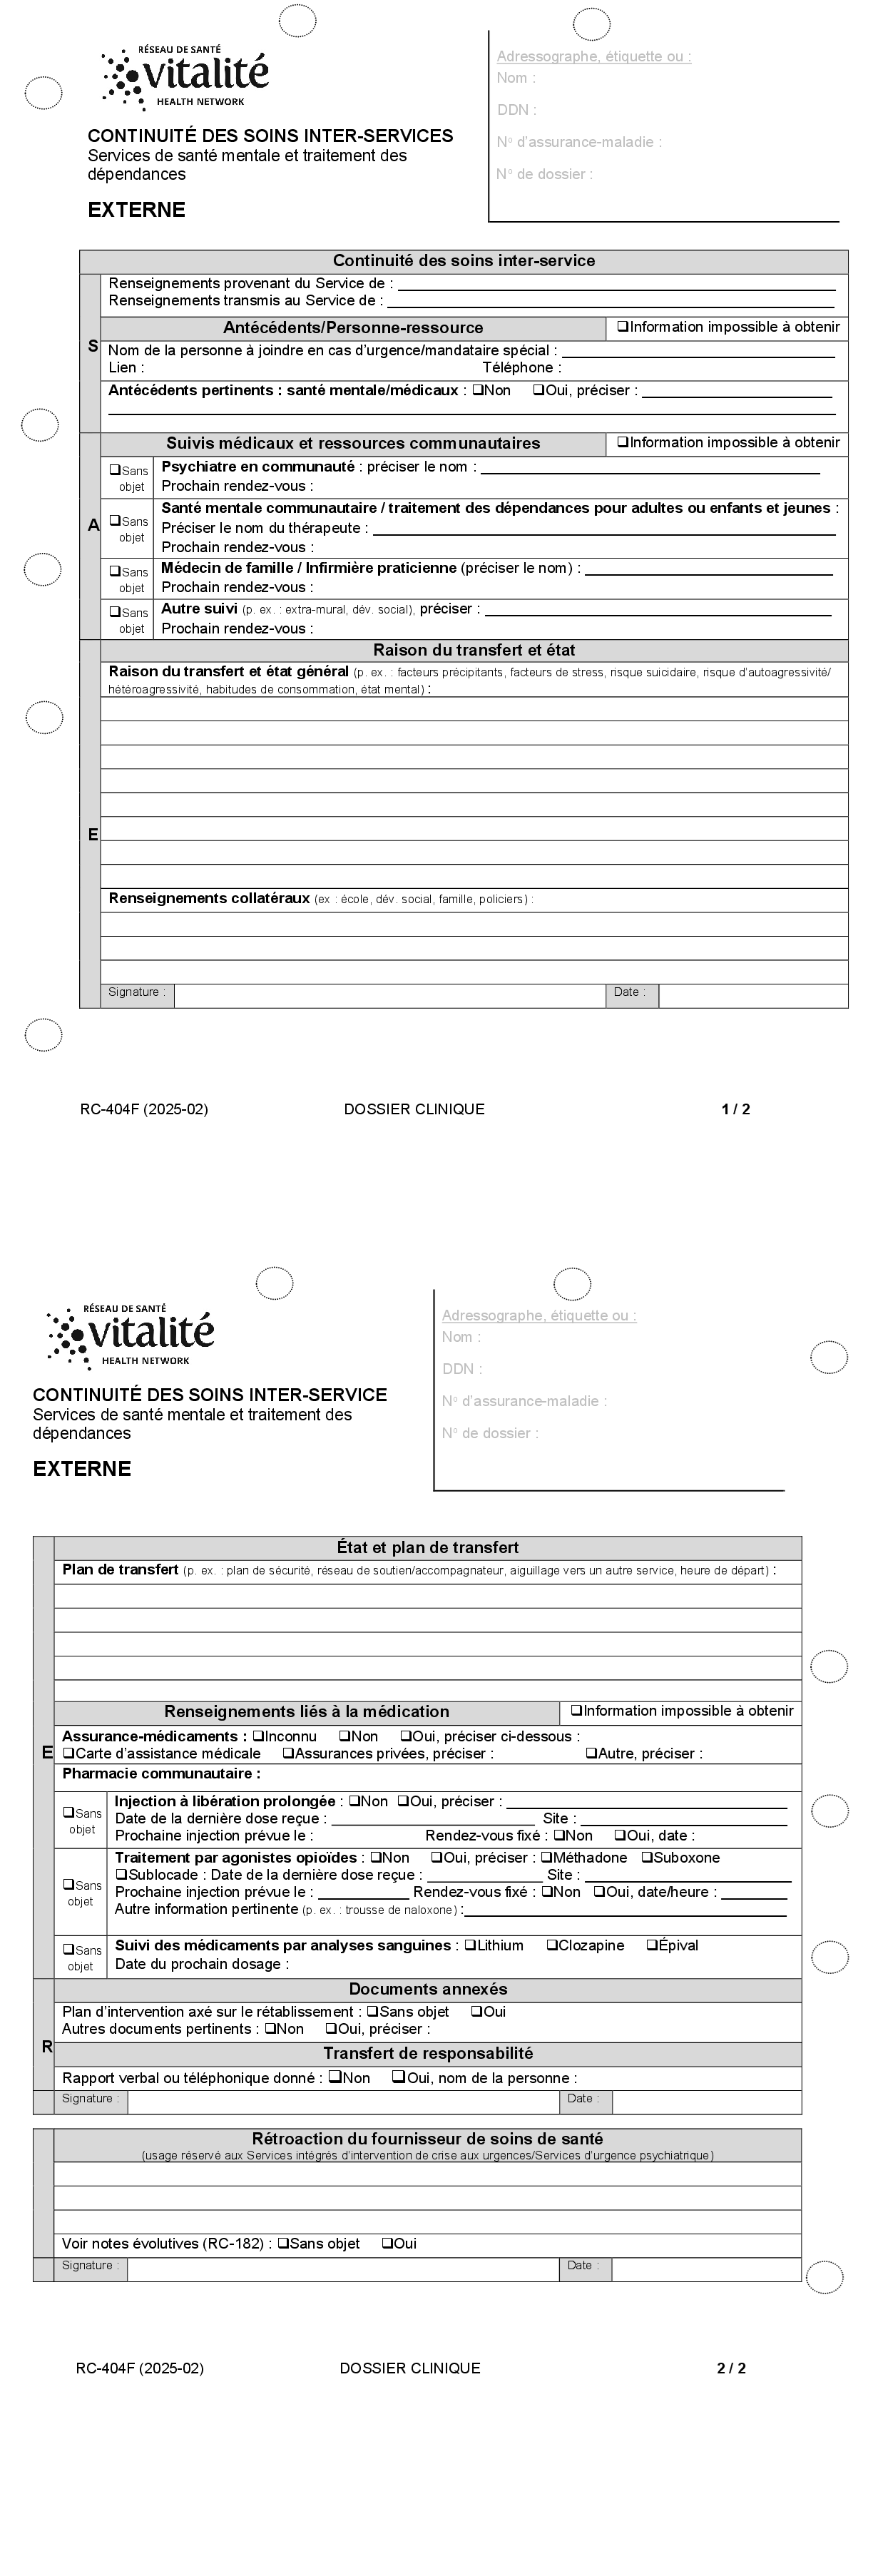 RÉSEAU DE SANTÉ
vitalité
HEALTH NETWORK
CONTINUITÉ DES SOINS INTER-SERVICES
Services de santé mentale et traitement des
dépendances
EXTERNE
Adressographe, étiquette ou :
Nom :
DDN :
Nº d’assurance-maladie :
Nº de dossier :
Continuité des soins inter-service
S
Renseignements provenant du Service de :
Renseignements transmis au Service de :
Antécédents/Personne-ressource ❑Information impossible à obtenir
Nom de la personne à joindre en cas d’urgence/mandataire spécial :
Lien : Téléphone :
Antécédents pertinents : santé mentale/médicaux : ❑Non ❑Oui, préciser :
A
Suivis médicaux et ressources communautaires ❑Information impossible à obtenir
❑Sans objet
Psychiatre en communauté : préciser le nom :
Prochain rendez-vous :
❑Sans objet
Santé mentale communautaire / traitement des dépendances pour adultes ou enfants et jeunes :
Préciser le nom du thérapeute :
Prochain rendez-vous :
❑Sans objet
Médecin de famille / Infirmière praticienne (préciser le nom) :
Prochain rendez-vous :
❑Sans objet
Autre suivi (p. ex. : extra-mural, dév. social), préciser :
Prochain rendez-vous :
E
Raison du transfert et état
Raison du transfert et état général (p. ex. : facteurs précipitants, facteurs de stress, risque suicidaire, risque d’autoagressivité/
hétéroagressivité, habitudes de consommation, état mental) :
Renseignements collatéraux (ex : école, dév. social, famille, policiers) :
Signature : Date :
RC-404F (2025-02) DOSSIER CLINIQUE 1 / 2
RÉSEAU DE SANTÉ
vitalité
HEALTH NETWORK
CONTINUITÉ DES SOINS INTER-SERVICE
Services de santé mentale et traitement des
dépendances
EXTERNE
Adressographe, étiquette ou :
Nom :
DDN :
Nº d’assurance-maladie :
Nº de dossier :
E
État et plan de transfert
Plan de transfert (p. ex. : plan de sécurité, réseau de soutien/accompagnateur, aiguillage vers un autre service, heure de départ) :
Renseignements liés à la médication ❑Information impossible à obtenir
Assurance-médicaments : ❑Inconnu ❑Non ❑Oui, préciser ci-dessous :
❑Carte d’assistance médicale ❑Assurances privées, préciser : ❑Autre, préciser :
Pharmacie communautaire :
❑Sans objet
Injection à libération prolongée : ❑Non ❑Oui, préciser :
Date de la dernière dose reçue : Site :
Prochaine injection prévue le : Rendez-vous fixé : ❑Non ❑Oui, date :
❑Sans objet
Traitement par agonistes opioïdes : ❑Non ❑Oui, préciser : ❑Méthadone ❑Suboxone
❑Sublocade : Date de la dernière dose reçue : Site :
Prochaine injection prévue le : Rendez-vous fixé : ❑Non ❑Oui, date/heure :
Autre information pertinente (p. ex. : trousse de naloxone) :
❑Sans objet
Suivi des médicaments par analyses sanguines : ❑Lithium ❑Clozapine ❑Épival
Date du prochain dosage :
R
Documents annexés
Plan d’intervention axé sur le rétablissement : ❑Sans objet ❑Oui
Autres documents pertinents : ❑Non ❑Oui, préciser :
Transfert de responsabilité
Rapport verbal ou téléphonique donné : ❑Non ❑Oui, nom de la personne :
Signature : Date :
Rétroaction du fournisseur de soins de santé
(usage réservé aux Services intégrés d’intervention de crise aux urgences/Services d’urgence psychiatrique)
Voir notes évolutives (RC-182) : ❑Sans objet ❑Oui
Signature : Date :
RC-404F (2025-02) DOSSIER CLINIQUE 2 / 2